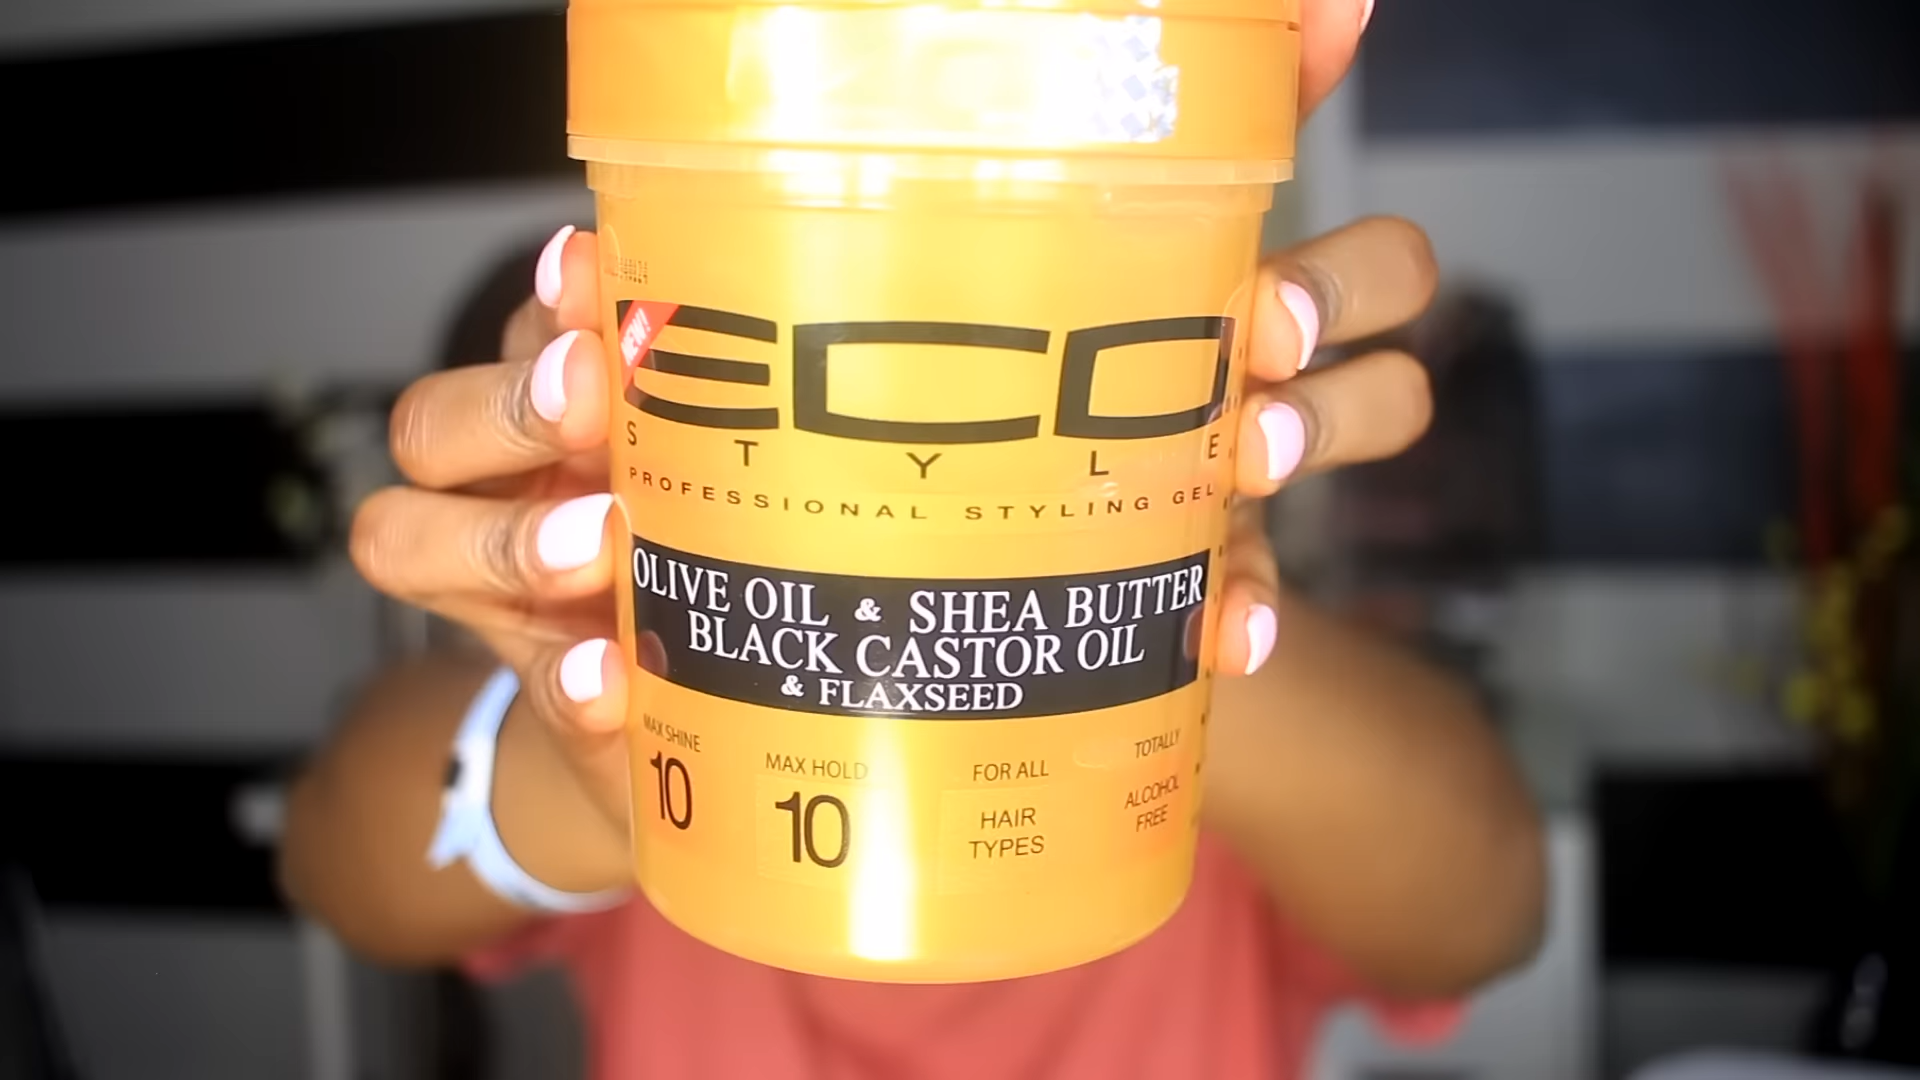 NEW!
ECO
STYLE
PROFESSIONAL STYLING GEL
OLIVE OIL & SHEA BUTTER
BLACK CASTOR OIL
& FLAXSEED
MAX SHINE
10
MAX HOLD
10
FOR ALL
HAIR
TYPES
TOTALLY
ALCOHOL
FREE